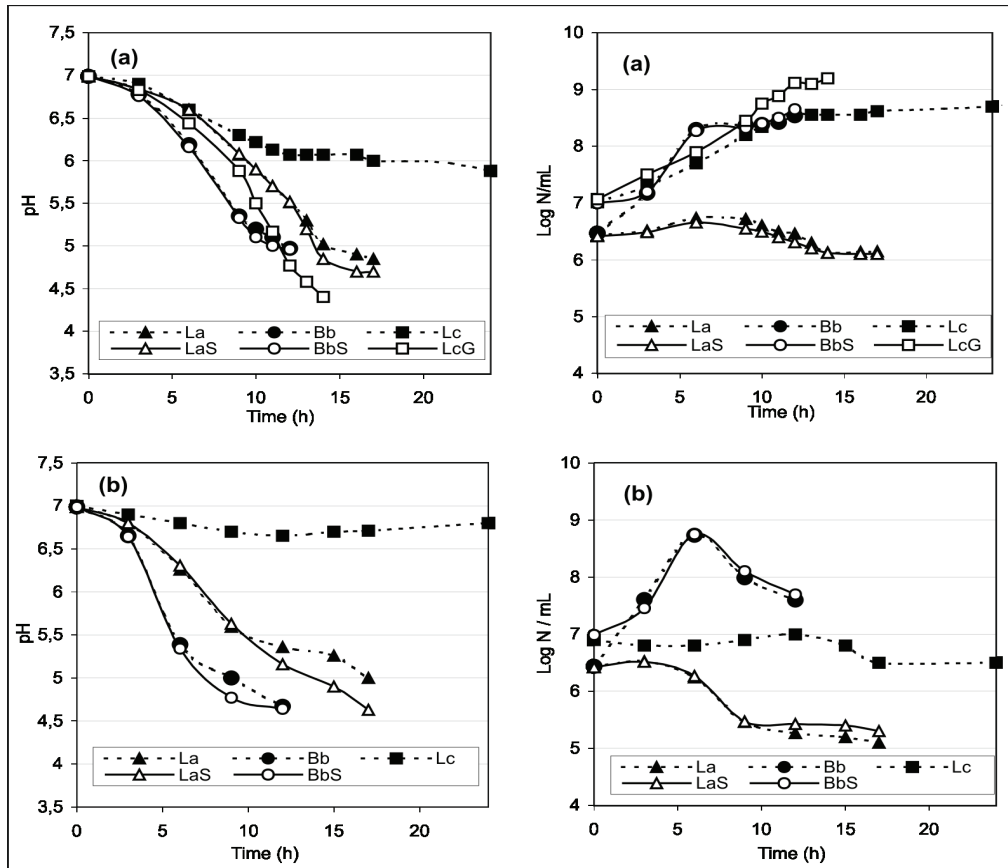 (a)
7,5
7
6,5
6
5,5
5
4,5
4
3,5
pH
0 5 10 15 20
Time (h)
La Bb Lc
LaS BbS LcG
(a)
10
9
8
7
6
5
4
Log N/mL
0 5 10 15 20
Time (h)
La Bb Lc
LaS BbS LcG
(b)
7,5
7
6,5
6
5,5
5
4,5
4
3,5
pH
0 5 10 15 20
Time (h)
La Bb Lc
LaS BbS
(b)
10
9
8
7
6
5
4
Log N / mL
0 5 10 15 20
Time (h)
La Bb Lc
LaS BbS